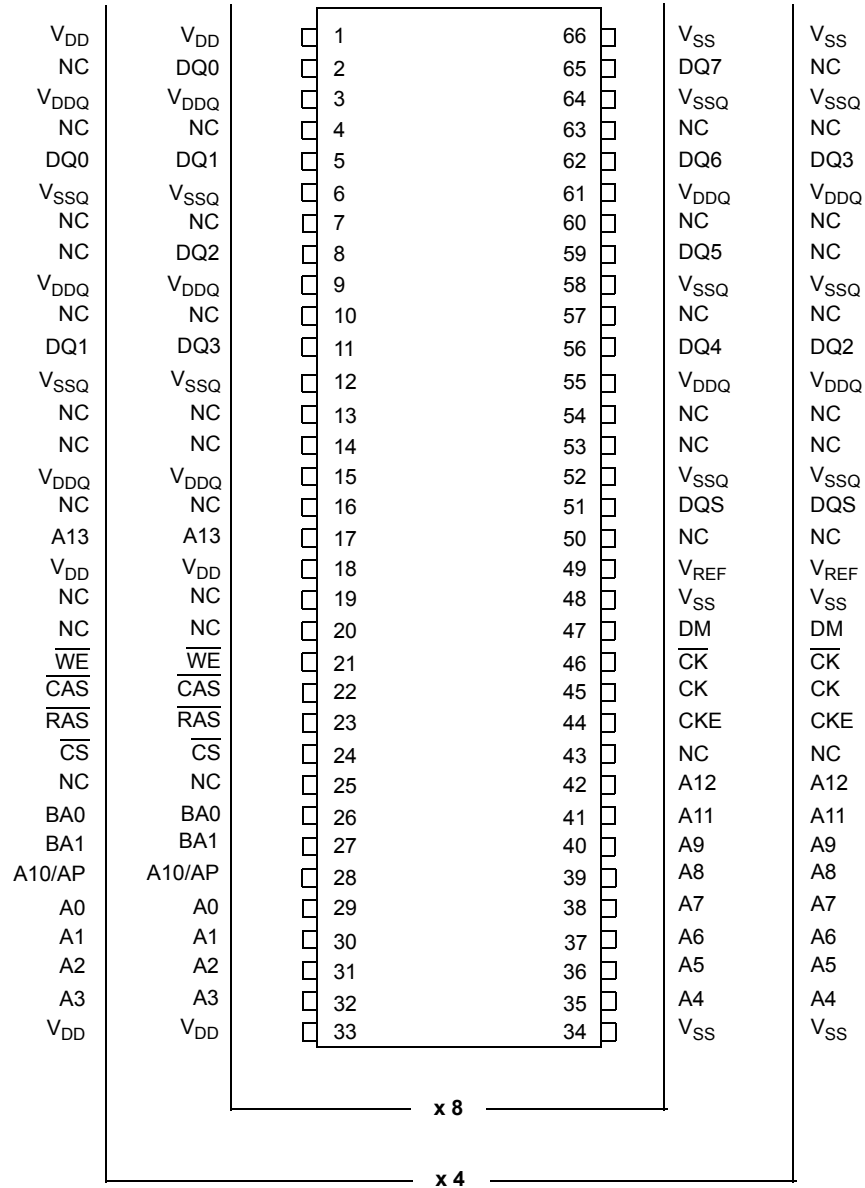 VDD VDD 1 66 VSS VSS
NC DQ0 2 65 DQ7 NC
VDDQ VDDQ 3 64 VSSQ VSSQ
NC NC 4 63 NC NC
DQ0 DQ1 5 62 DQ6 DQ3
VSSQ VSSQ 6 61 VDDQ VDDQ
NC NC 7 60 NC NC
NC DQ2 8 59 DQ5 NC
VDDQ VDDQ 9 58 VSSQ VSSQ
NC NC 10 57 NC NC
DQ1 DQ3 11 56 DQ4 DQ2
VSSQ VSSQ 12 55 VDDQ VDDQ
NC NC 13 54 NC NC
NC NC 14 53 NC NC
VDDQ VDDQ 15 52 VSSQ VSSQ
NC NC 16 51 DQS DQS
A13 A13 17 50 NC NC
VDD VDD 18 49 VREF VREF
NC NC 19 48 VSS VSS
NC NC 20 47 DM DM
W̅E̅ W̅E̅ 21 46 C̅K̅ C̅K̅
C̅A̅S̅ C̅A̅S̅ 22 45 CK CK
R̅A̅S̅ R̅A̅S̅ 23 44 CKE CKE
C̅S̅ C̅S̅ 24 43 NC NC
NC NC 25 42 A12 A12
BA0 BA0 26 41 A11 A11
BA1 BA1 27 40 A9 A9
A10/AP A10/AP 28 39 A8 A8
A0 A0 29 38 A7 A7
A1 A1 30 37 A6 A6
A2 A2 31 36 A5 A5
A3 A3 32 35 A4 A4
VDD VDD 33 34 VSS VSS
x 8
x 4